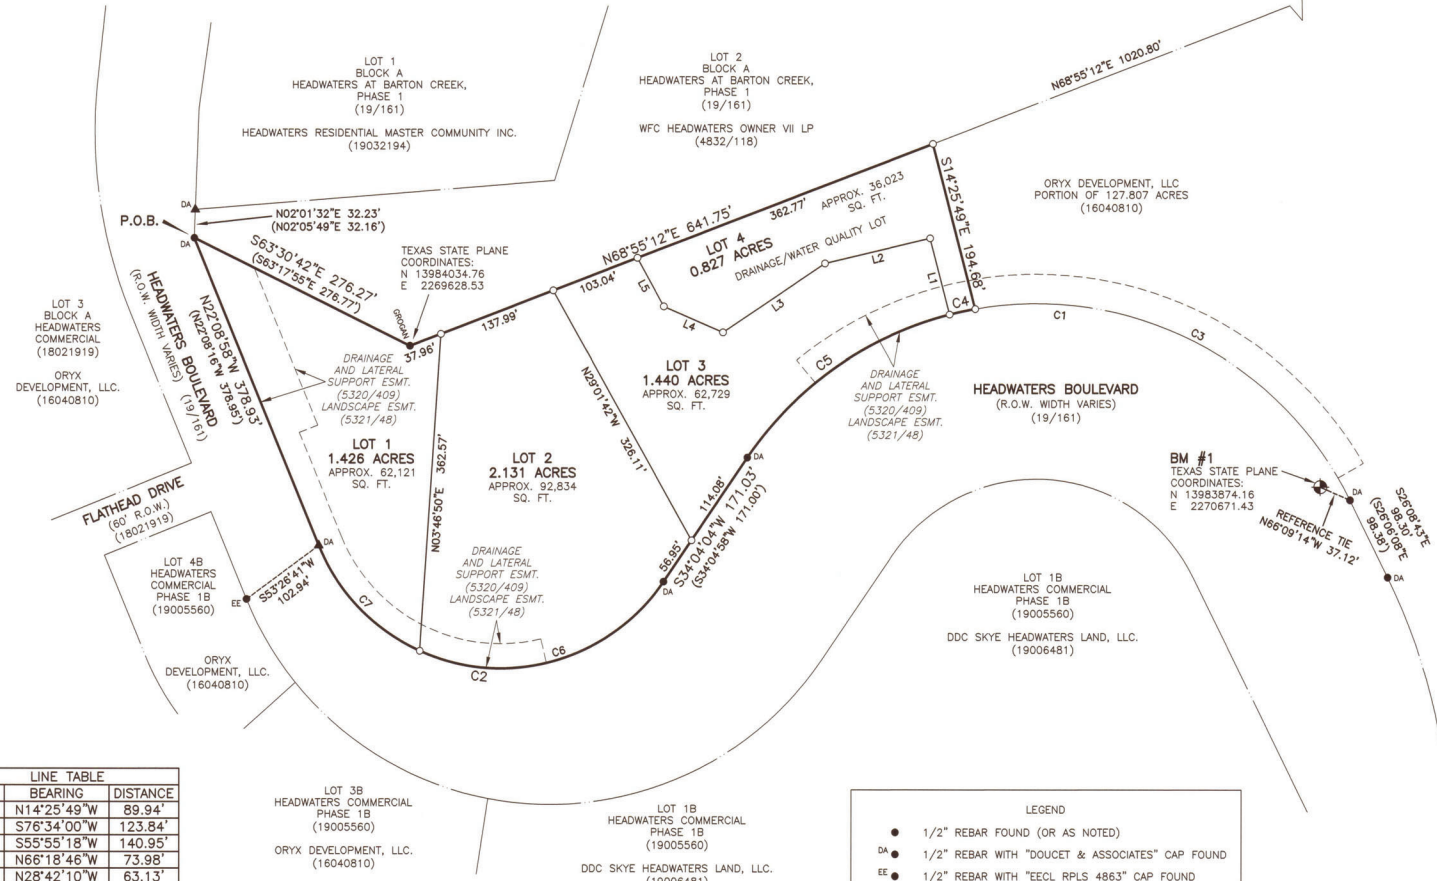 LOT 1
BLOCK A
HEADWATERS AT BARTON CREEK,
PHASE 1
(19/161)
HEADWATERS RESIDENTIAL MASTER COMMUNITY INC.
(19032194)
LOT 2
BLOCK A
HEADWATERS AT BARTON CREEK,
PHASE 1
(19/161)
WFC HEADWATERS OWNER VII LP
(4832/118)
N68°55'12"E 1020.80'
ORYX DEVELOPMENT, LLC
PORTION OF 127.807 ACRES
(16040810)
DA
P.O.B.
DA
N02°01'32"E 32.23'
(N02°05'49"E 32.16')
S63°30'42"E 276.27'
(S63°17'55"E 276.77')
TEXAS STATE PLANE
COORDINATES:
N 13984034.76
E 2269628.53
GROGAN
37.96'
137.99'
103.04'
N68°55'12"E 641.75'
362.77'
APPROX. 36,023
SQ. FT.
LOT 4
0.827 ACRES
DRAINAGE/WATER QUALITY LOT
S14°25'49"E 194.68'
L5
L4
L3
L2
L1
C4
C1
C3
C5
LOT 3
BLOCK A
HEADWATERS
COMMERCIAL
(18021919)
ORYX
DEVELOPMENT, LLC.
(16040810)
HEADWATERS BOULEVARD
(R.O.W. WIDTH VARIES) (19/161)
N22°08'58"W 378.93'
(N22°08'16"W 378.95')
DRAINAGE
AND LATERAL
SUPPORT ESMT.
(5320/409)
LANDSCAPE ESMT.
(5321/48)
LOT 1
1.426 ACRES
APPROX. 62,121
SQ. FT.
N03°46'50"E 362.57'
LOT 2
2.131 ACRES
APPROX. 92,834
SQ. FT.
N29°01'42"W 326.11'
LOT 3
1.440 ACRES
APPROX. 62,729
SQ. FT.
DRAINAGE
AND LATERAL
SUPPORT ESMT.
(5320/409)
LANDSCAPE ESMT.
(5321/48)
HEADWATERS BOULEVARD
(R.O.W. WIDTH VARIES)
(19/161)
DA
114.08'
56.95'
S34°04'04"W 171.03'
(S34°04'58"W 171.00')
DA
BM #1
TEXAS STATE PLANE
COORDINATES:
N 13983874.16
E 2270671.43
DA
REFERENCE TIE
N66°09'14"W 37.12'
S26°08'43"E
98.30'
(S26°06'08"E
98.38')
DA
FLATHEAD DRIVE
(60' R.O.W.)
(18021919)
DA
S53°26'41"W
102.94'
EE
LOT 4B
HEADWATERS
COMMERCIAL
PHASE 1B
(19005560)
ORYX
DEVELOPMENT, LLC.
(16040810)
C7
DRAINAGE
AND LATERAL
SUPPORT ESMT.
(5320/409)
LANDSCAPE ESMT.
(5321/48)
C6
C2
LOT 1B
HEADWATERS COMMERCIAL
PHASE 1B
(19005560)
DDC SKYE HEADWATERS LAND, LLC.
(19006481)
LINE TABLE
BEARING DISTANCE
N14°25'49"W 89.94'
S76°34'00"W 123.84'
S55°55'18"W 140.95'
N66°18'46"W 73.98'
N28°42'10"W 63.13'
LOT 3B
HEADWATERS COMMERCIAL
PHASE 1B
(19005560)
ORYX DEVELOPMENT, LLC.
(16040810)
LOT 1B
HEADWATERS COMMERCIAL
PHASE 1B
(19005560)
DDC SKYE HEADWATERS LAND, LLC.
(19006481)
LEGEND
1/2" REBAR FOUND (OR AS NOTED)
DA 1/2" REBAR WITH "DOUCET & ASSOCIATES" CAP FOUND
EE 1/2" REBAR WITH "EECL RPLS 4863" CAP FOUND